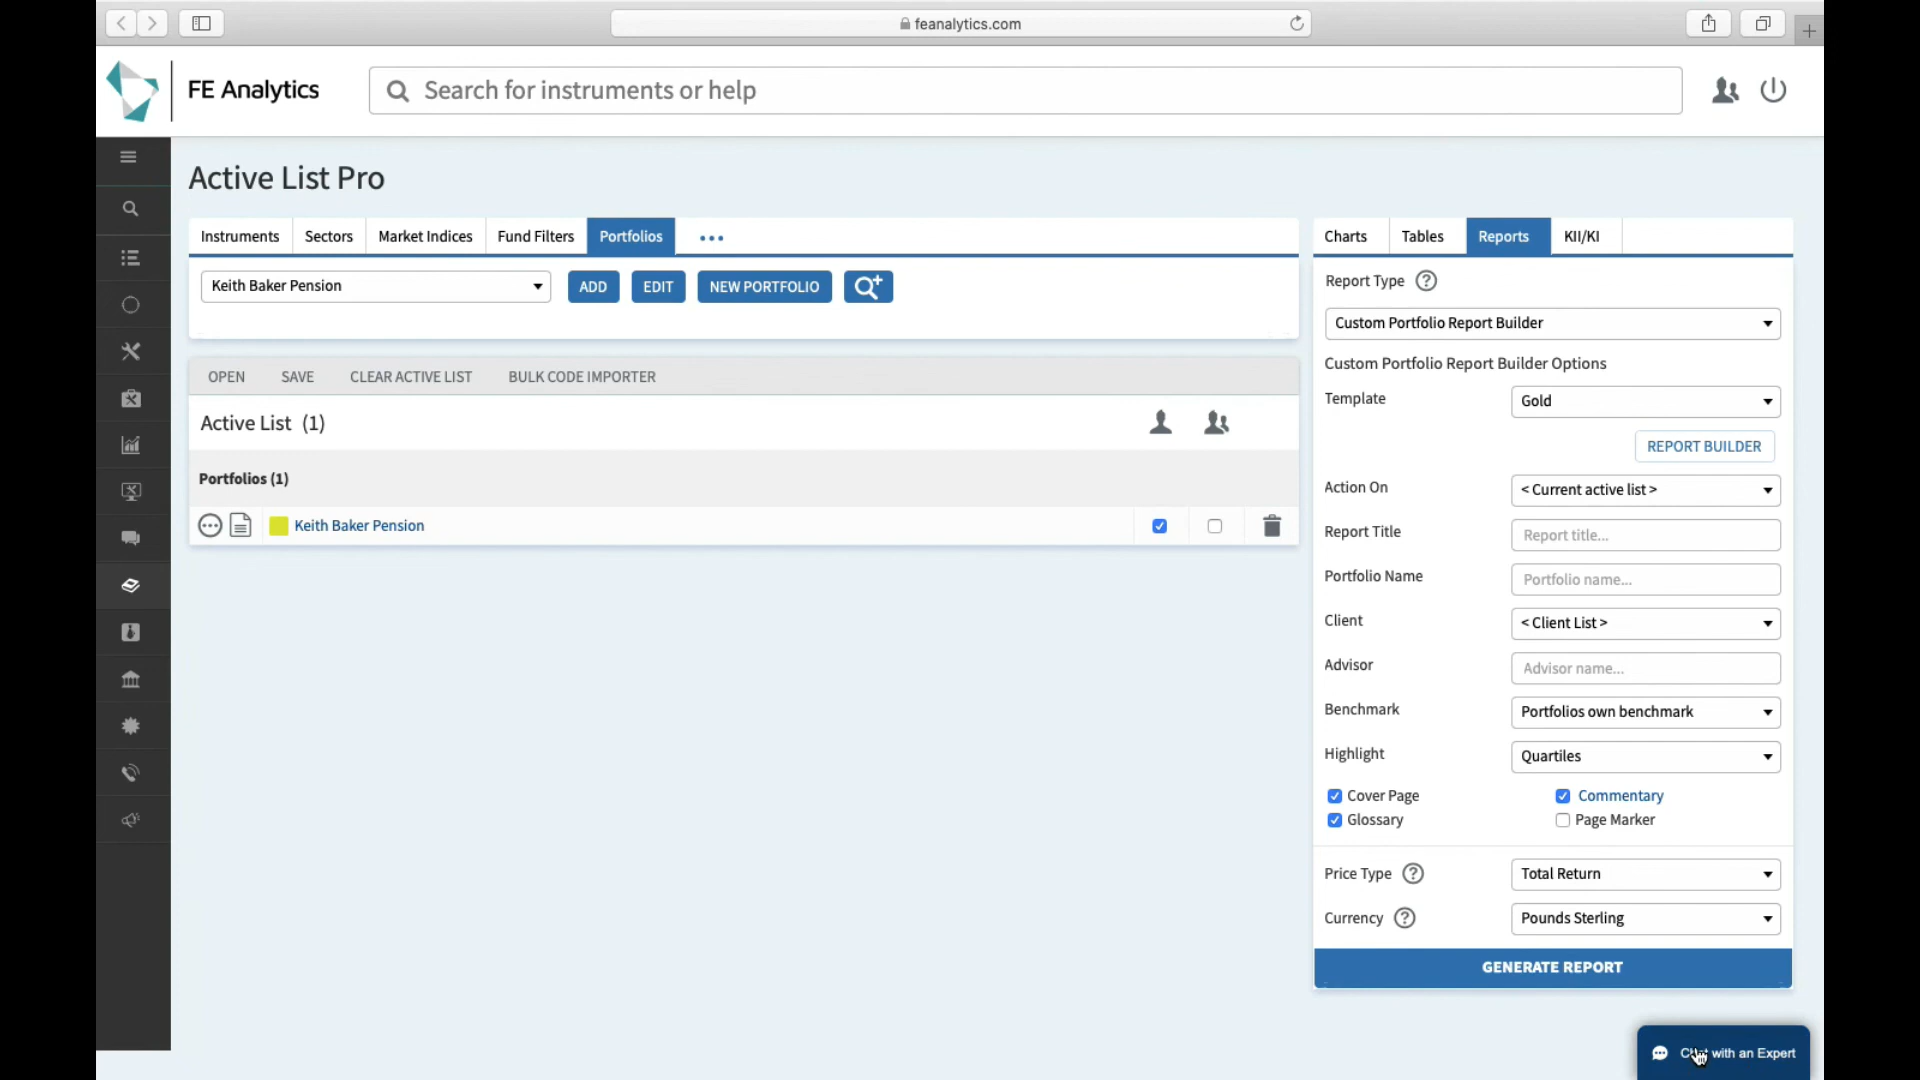 feanalytics.com
FE Analytics
Search for instruments or help
Active List Pro
Instruments Sectors Market Indices Fund Filters Portfolios
Keith Baker Pension ADD EDIT NEW PORTFOLIO
OPEN SAVE CLEAR ACTIVE LIST BULK CODE IMPORTER
Active List (1)
Portfolios (1)
Keith Baker Pension
Charts Tables Reports KII/KI
Report Type ?
Custom Portfolio Report Builder
Custom Portfolio Report Builder Options
Template Gold
REPORT BUILDER
Action On < Current active list >
Report Title Report title...
Portfolio Name Portfolio name...
Client < Client List >
Advisor Advisor name...
Benchmark Portfolios own benchmark
Highlight Quartiles
Cover Page Commentary
Glossary Page Marker
Price Type ? Total Return
Currency ? Pounds Sterling
GENERATE REPORT
Chat with an Expert